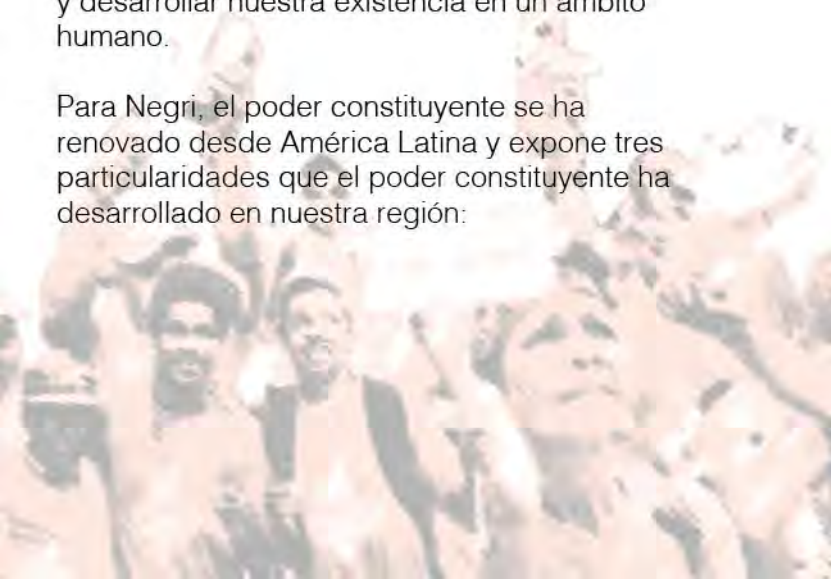 y desarrollar nuestra existencia en un ámbito
humano.
Para Negri, el poder constituyente se ha
renovado desde América Latina y expone tres
particularidades que el poder constituyente ha
desarrollado en nuestra región: